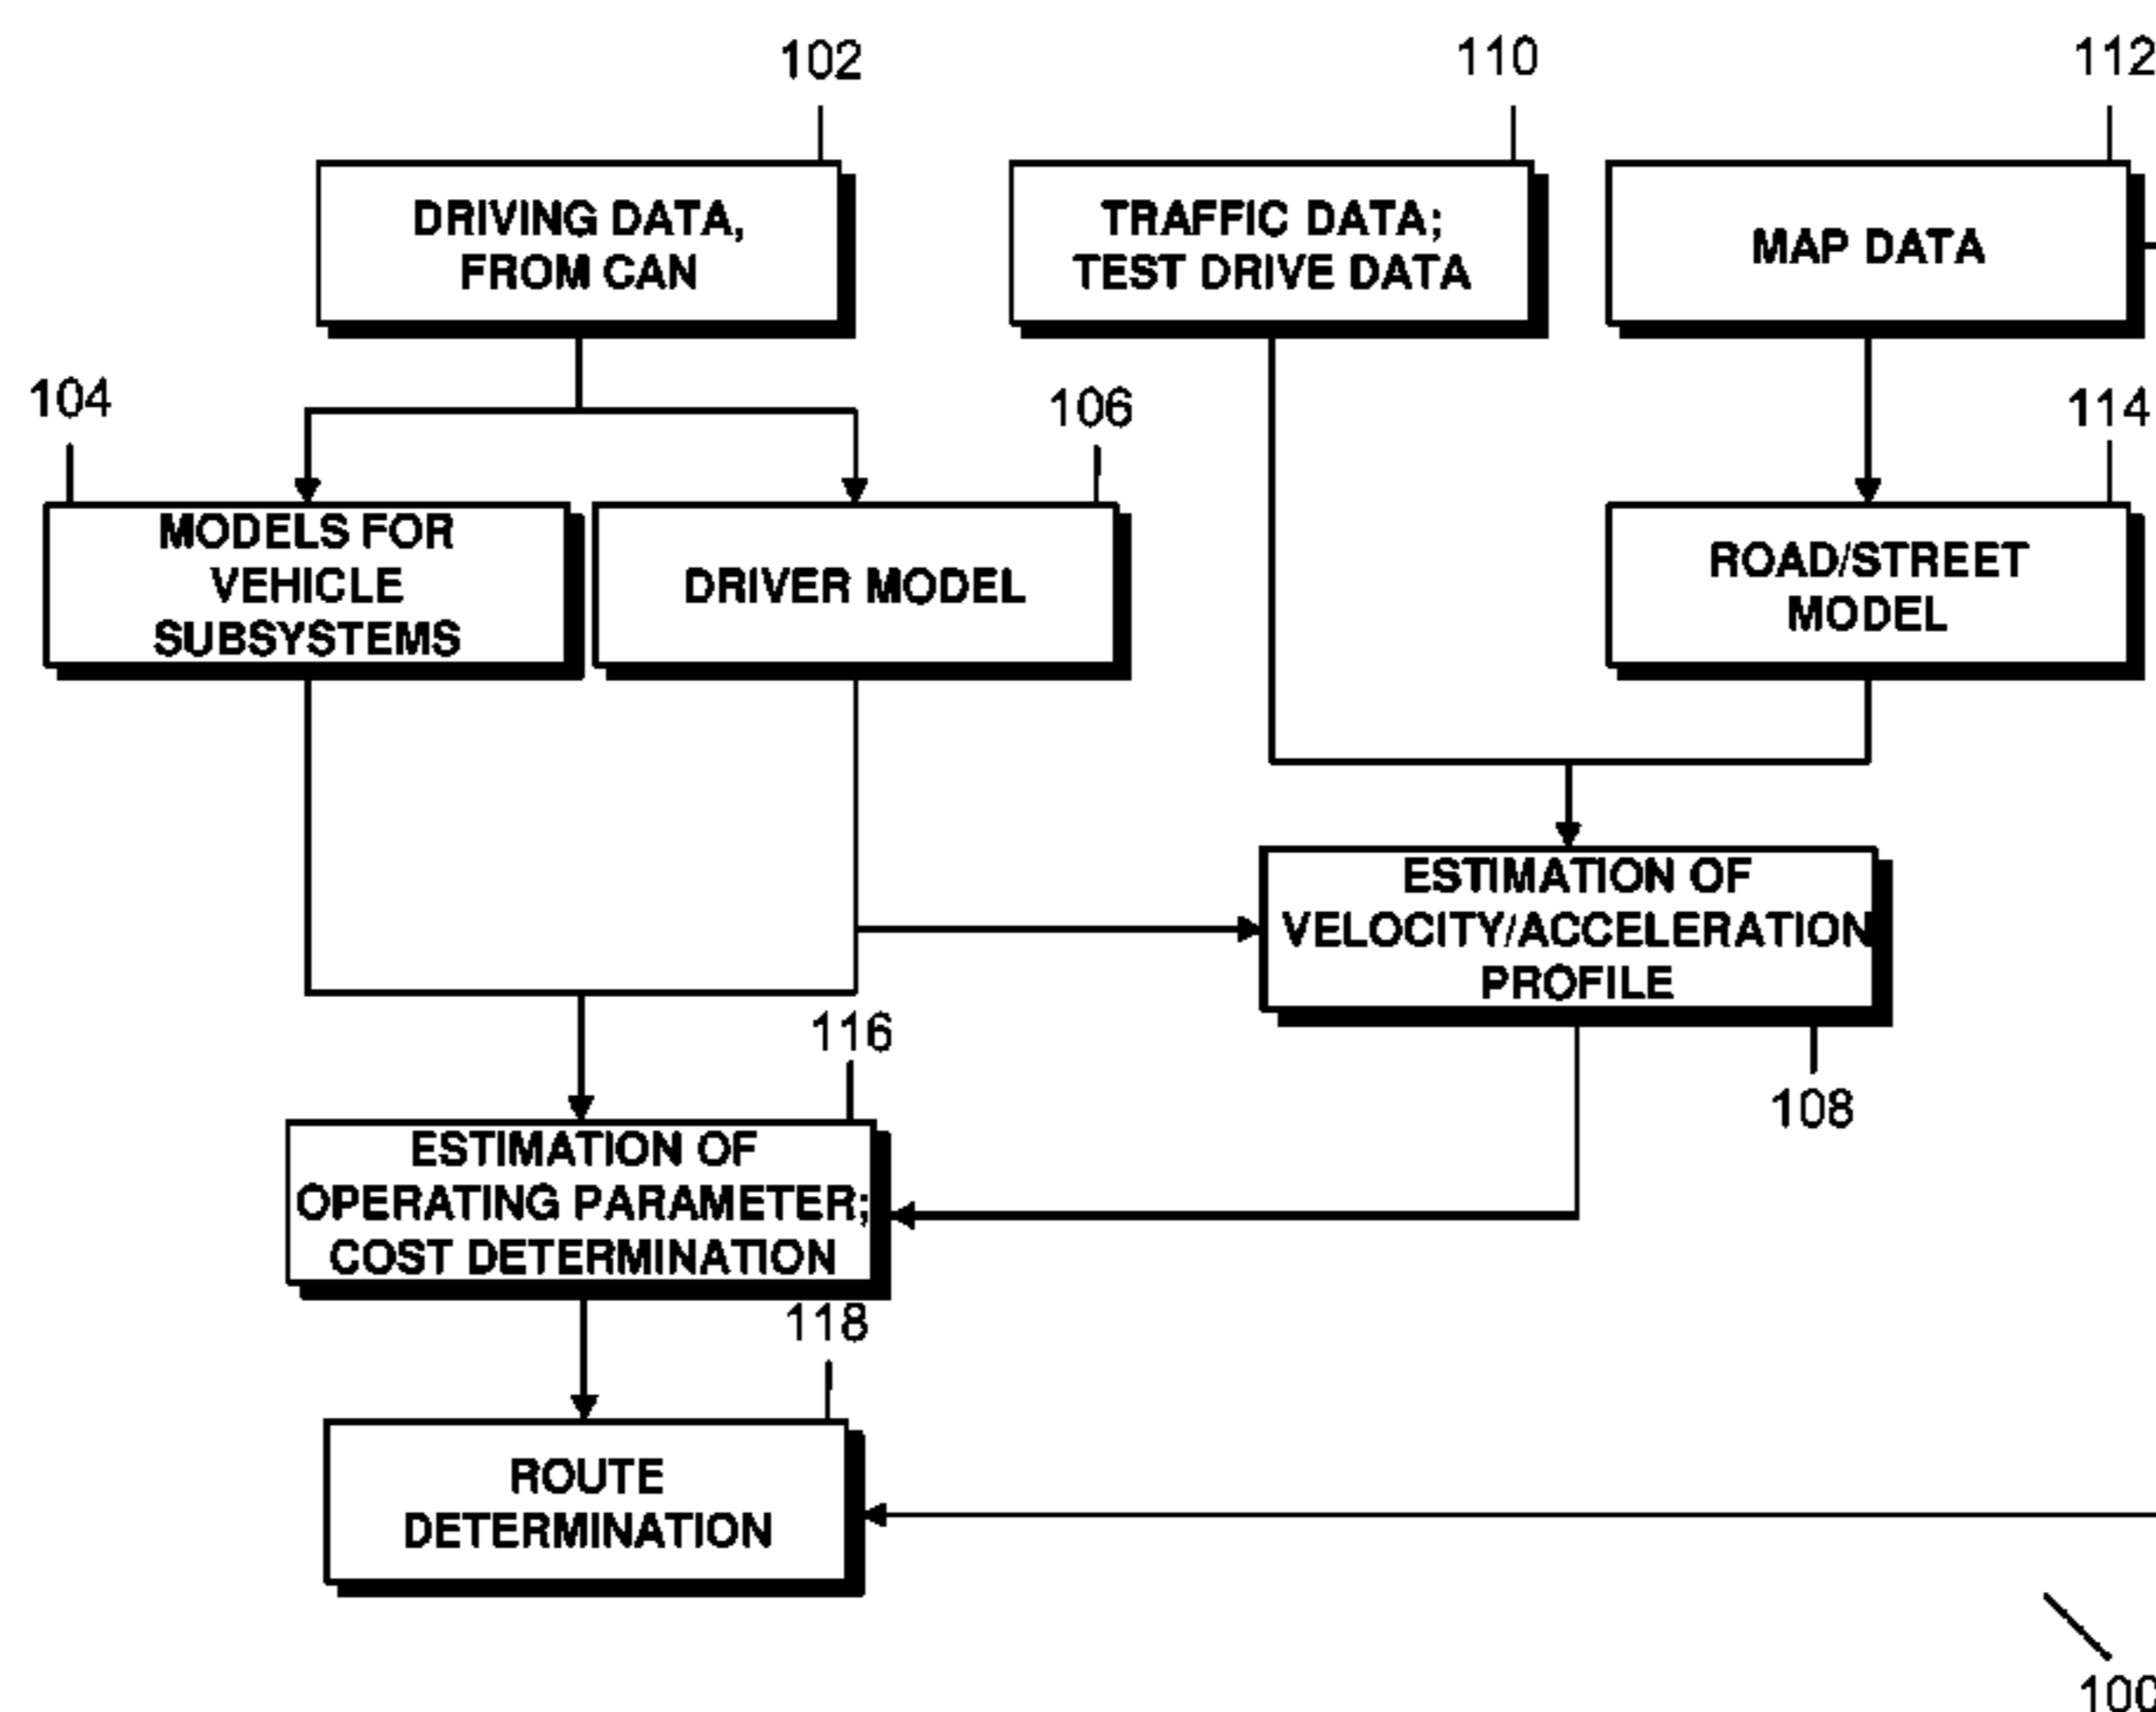 102
110
112
DRIVING DATA,
FROM CAN
TRAFFIC DATA;
TEST DRIVE DATA
MAP DATA
104
106
114
MODELS FOR
VEHICLE
SUBSYSTEMS
DRIVER MODEL
ROAD/STREET
MODEL
ESTIMATION OF
VELOCITY/ACCELERATION
PROFILE
108
116
ESTIMATION OF
OPERATING PARAMETER;
COST DETERMINATION
118
ROUTE
DETERMINATION
100